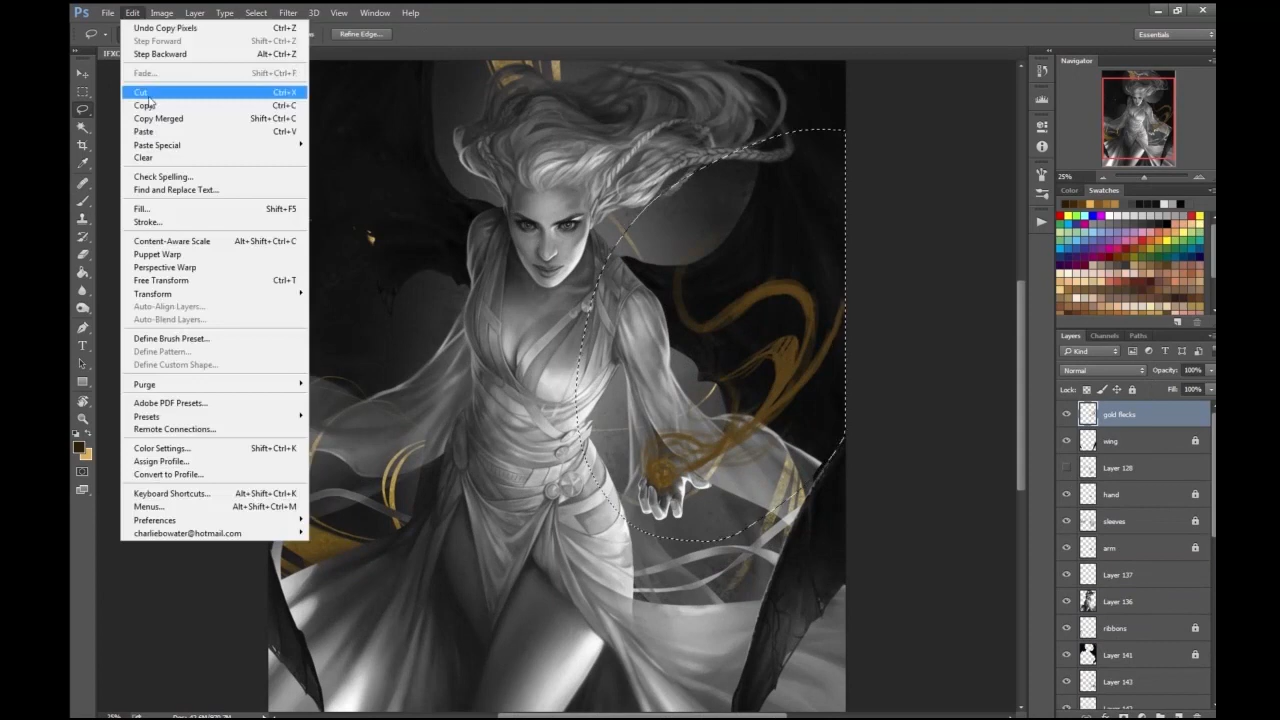 Ps File Edit Image Layer Type Select Filter 3D View Window Help
Refine Edge...
Essentials
Undo Copy Pixels Ctrl+Z
Step Forward Shift+Ctrl+Z
Step Backward Alt+Ctrl+Z
Fade... Shift+Ctrl+F
Cut Ctrl+X
Copy Ctrl+C
Copy Merged Shift+Ctrl+C
Paste Ctrl+V
Paste Special
Clear
Check Spelling...
Find and Replace Text...
Fill... Shift+F5
Stroke...
Content-Aware Scale Alt+Shift+Ctrl+C
Puppet Warp
Perspective Warp
Free Transform Ctrl+T
Transform
Auto-Align Layers...
Auto-Blend Layers...
Define Brush Preset...
Define Pattern...
Define Custom Shape...
Purge
Adobe PDF Presets...
Presets
Remote Connections...
Color Settings... Shift+Ctrl+K
Assign Profile...
Convert to Profile...
Keyboard Shortcuts... Alt+Shift+Ctrl+K
Menus... Alt+Shift+Ctrl+M
Preferences
charliebowater@hotmail.com
Navigator
25%
Color Swatches
Layers Channels Paths
Kind
Normal Opacity: 100%
Lock: Fill: 100%
gold flecks
wing
Layer 128
hand
sleeves
arm
Layer 137
Layer 136
ribbons
Layer 141
Layer 143